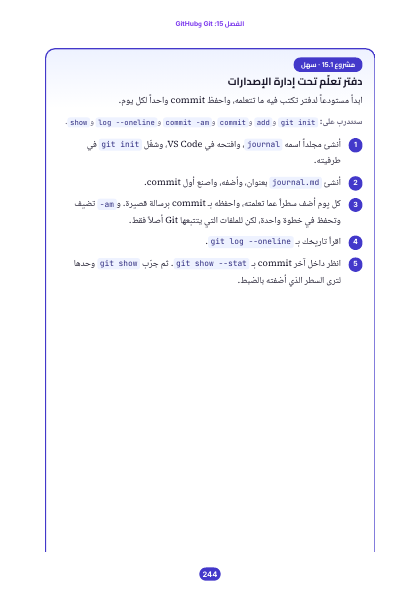 الفصل 15: Git وGitHub
مشروع 15.1 · سهل
دفتر تعلّم تحت إدارة الإصدارات
ابدأ مستودعاً لدفتر تكتب فيه ما تتعلمه، واحفظ commit واحداً لكل يوم.
ستتدرب على: git init و add و commit و commit -am و log --oneline و show .
1 أنشئ مجلداً اسمه journal، وافتحه في VS Code، وشغّل git init في
طرفيته.
2 أنشئ journal.md بعنوان، وأضفه، واصنع أول commit.
3 كل يوم أضف سطراً عما تعلمته، واحفظه بـ commit برسالة قصيرة. و -am تضيف
وتحفظ في خطوة واحدة، لكن للملفات التي يتتبعها Git أصلاً فقط.
4 اقرأ تاريخك بـ git log --oneline .
5 انظر داخل آخر commit بـ git show --stat . ثم جرّب git show وحدها
لترى السطر الذي أضفته بالضبط.
244